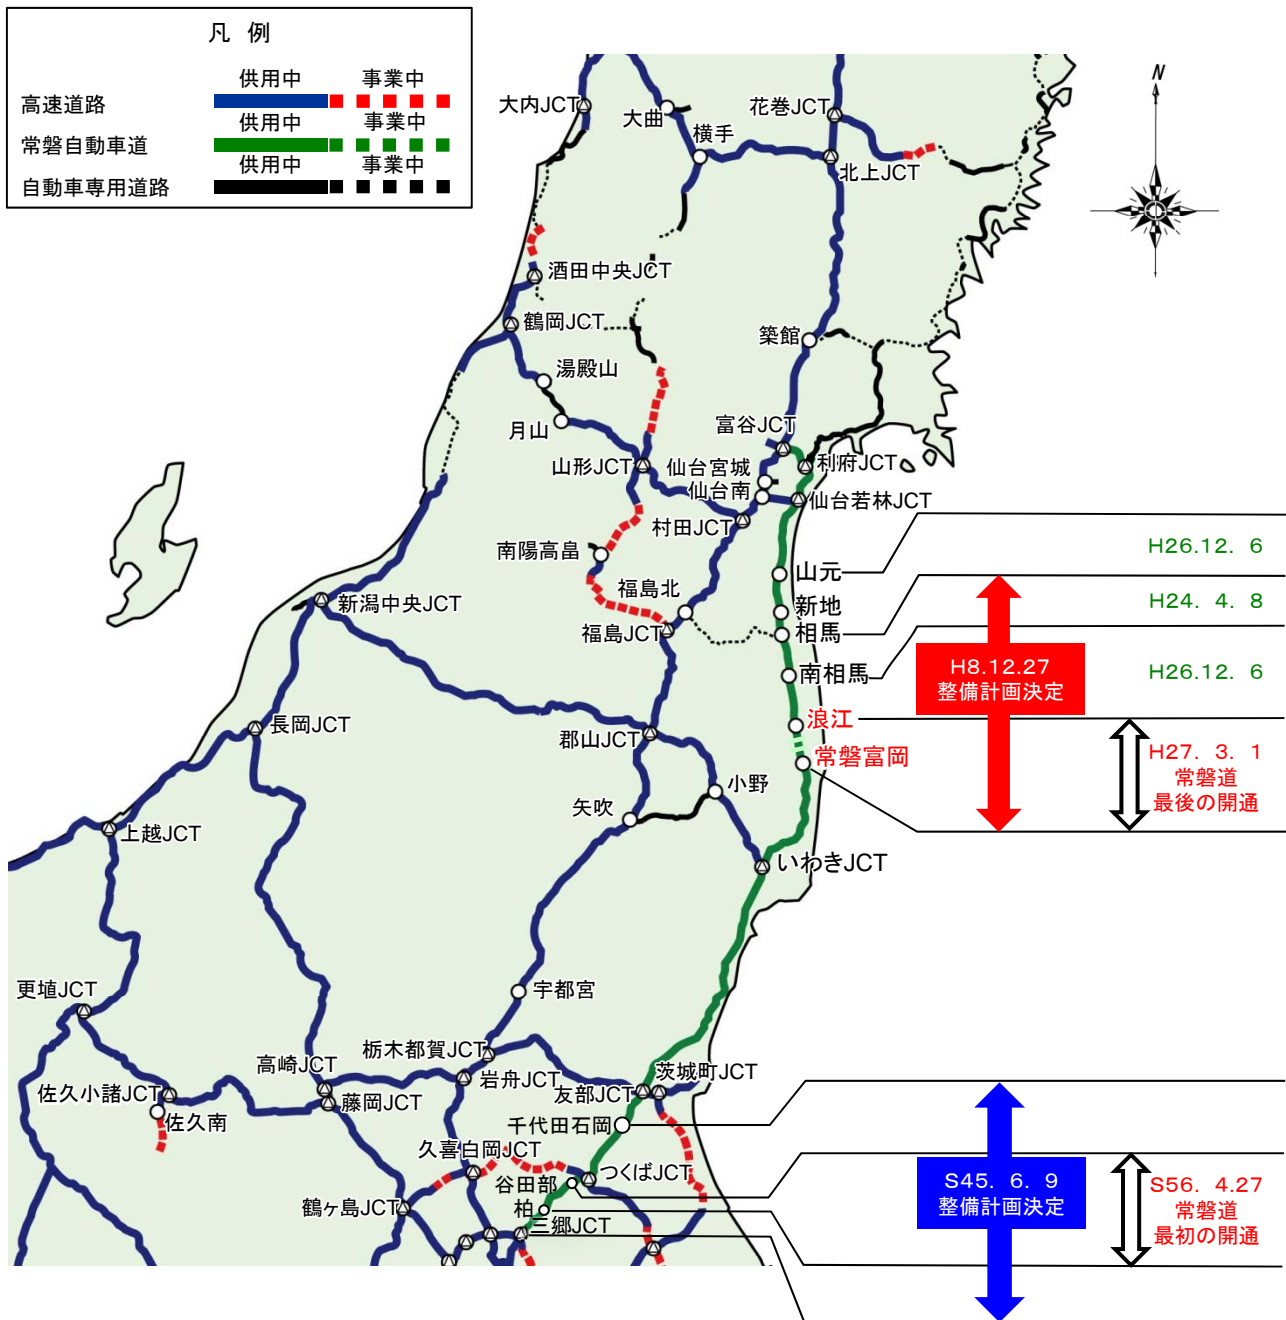 凡 例
供用中 事業中
高速道路
供用中 事業中
常磐自動車道
供用中 事業中
自動車専用道路
N
大内JCT
大曲
花巻JCT
横手
北上JCT
酒田中央JCT
鶴岡JCT
築館
湯殿山
月山
富谷JCT
山形JCT
仙台宮城
利府JCT
仙台南
仙台若林JCT
村田JCT
南陽高畠
山元
福島北
新地
新潟中央JCT
福島JCT
相馬
南相馬
浪江
長岡JCT
郡山JCT
常磐富岡
小野
矢吹
上越JCT
いわきJCT
更埴JCT
宇都宮
栃木都賀JCT
高崎JCT
岩舟JCT
茨城町JCT
佐久小諸JCT
藤岡JCT
友部JCT
佐久南
千代田石岡
久喜白岡JCT
つくばJCT
谷田部
鶴ヶ島JCT
柏
三郷JCT
H26.12. 6
H24. 4. 8
H26.12. 6
H8.12.27
整備計画決定
H27. 3. 1
常磐道
最後の開通
S45. 6. 9
整備計画決定
S56. 4.27
常磐道
最初の開通